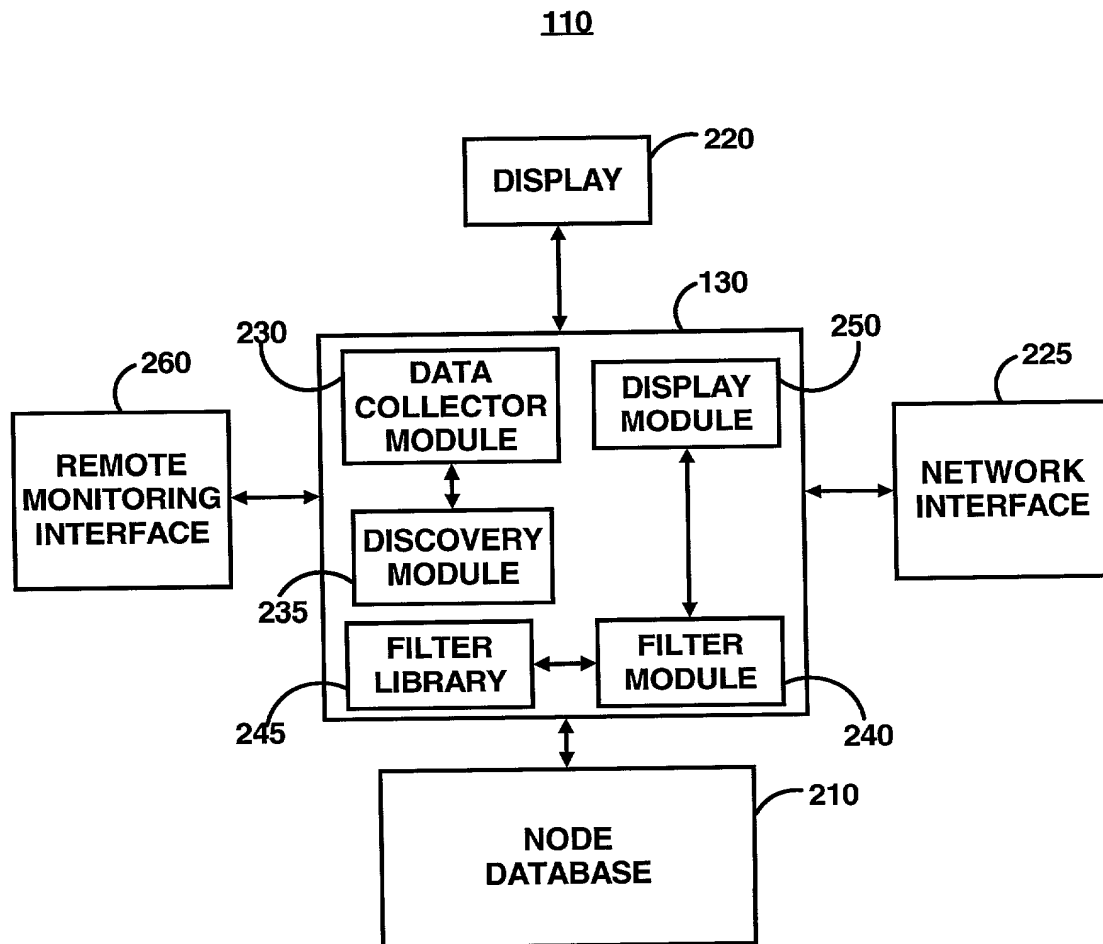 110
DISPLAY
220
130
230
250
260
225
DATA
COLLECTOR
MODULE
DISPLAY
MODULE
REMOTE
MONITORING
INTERFACE
NETWORK
INTERFACE
DISCOVERY
MODULE
235
FILTER
LIBRARY
FILTER
MODULE
245
240
210
NODE
DATABASE